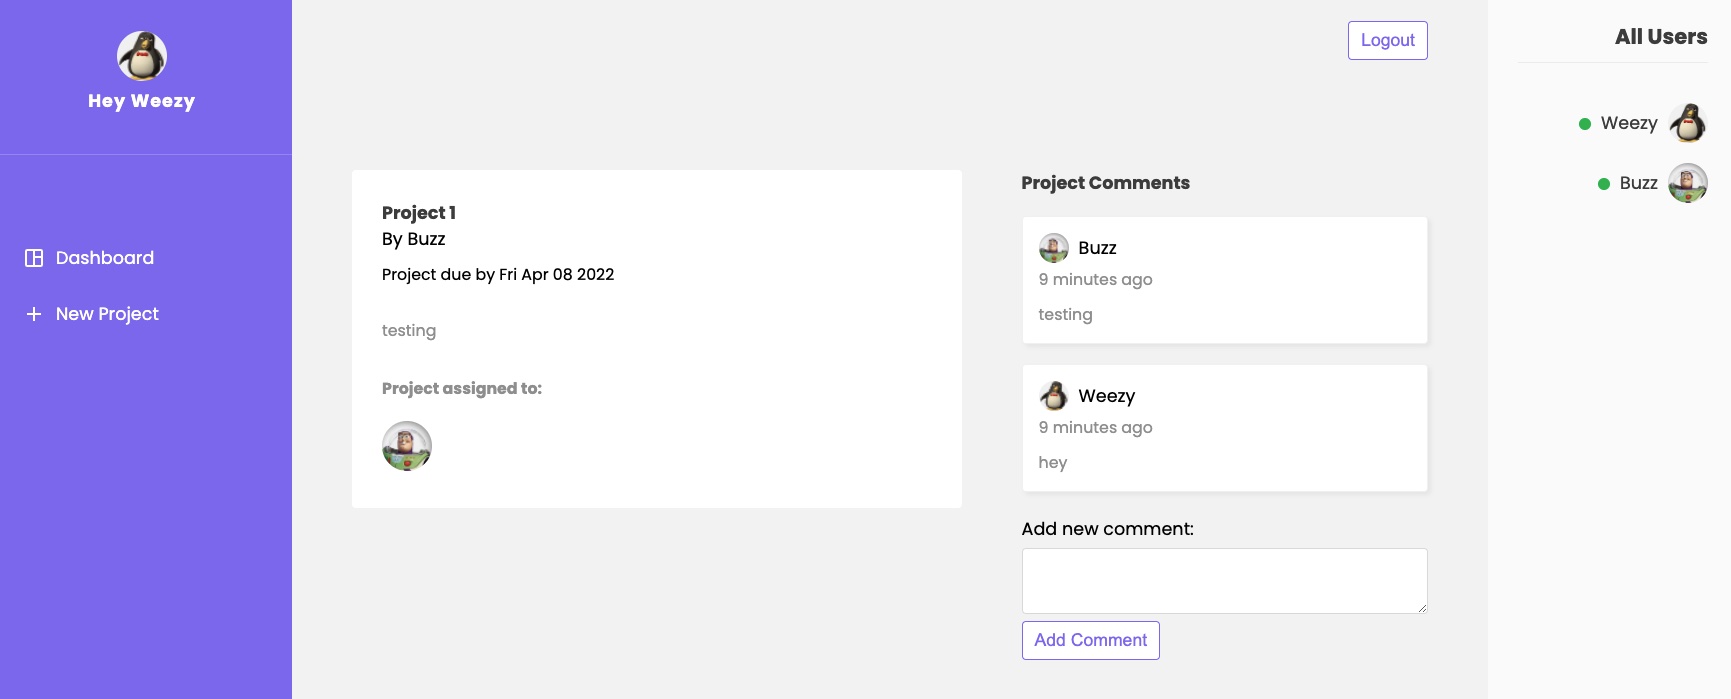 Hey Weezy
Dashboard
New Project
Logout
Project 1
By Buzz
Project due by Fri Apr 08 2022
testing
Project assigned to:
Project Comments
Buzz
9 minutes ago
testing
Weezy
9 minutes ago
hey
Add new comment:
Add Comment
All Users
Weezy
Buzz